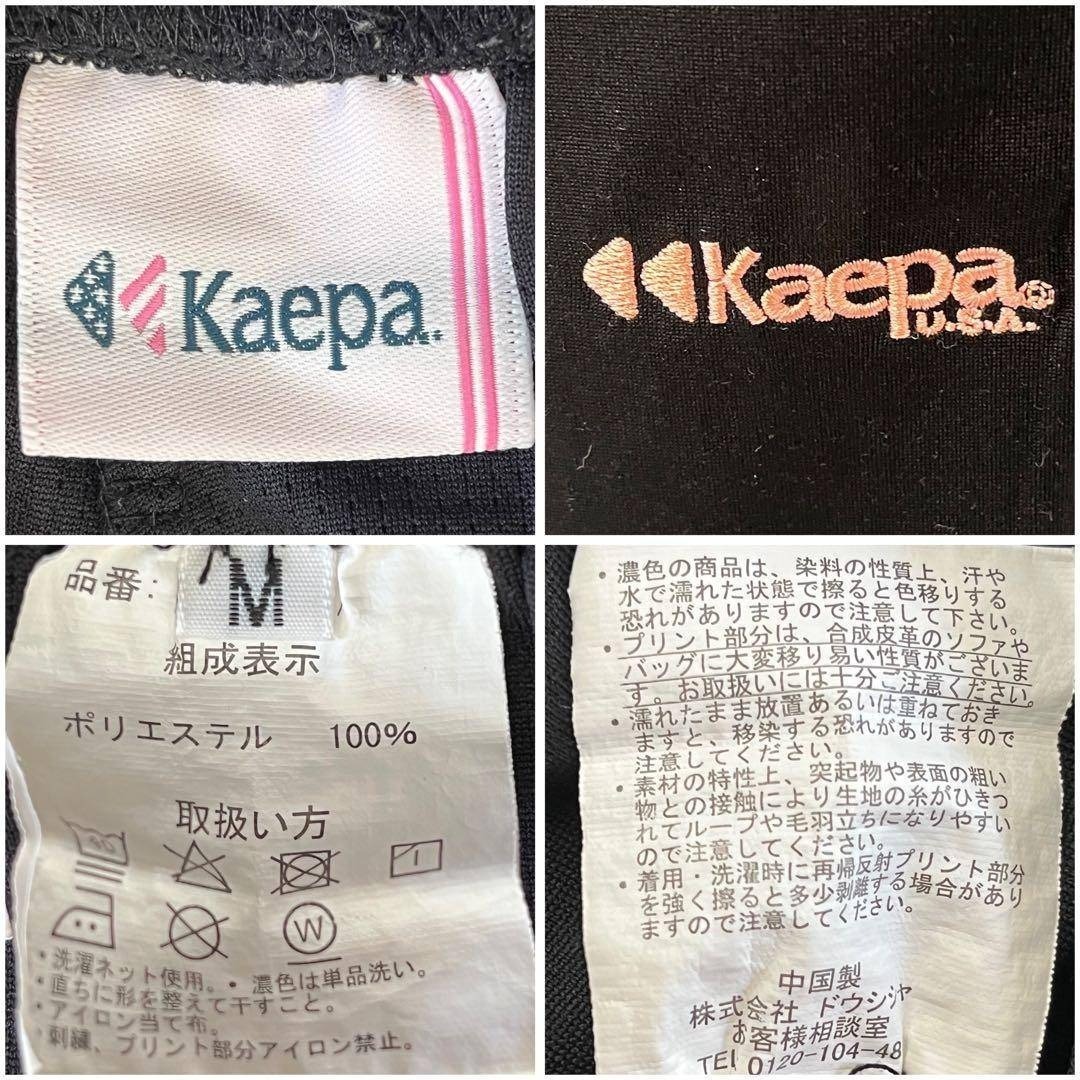 Kaepa
Kaepa®
U.S.A.
品番:
M
組成表示
ポリエステル 100%
取扱い方
W
・洗濯ネット使用。・濃色は単品洗い。
・直ちに形を整えて干すこと。
・アイロン当て布。
・刺繍、プリント部分アイロン禁止。
・濃色の商品は、染料の性質上、汗や
水で濡れた状態で擦ると色移りする
恐れがありますので注意して下さい。
・プリント部分は、合成皮革のソファや
バッグに大変移り易い性質がございま
す。お取扱いには十分ご注意ください。
・濡れたまま放置あるいは重ねておき
ますと、移染する恐れがありますので
注意してください。
・素材の特性上、突起物や表面の粗い
物との接触により生地の糸がひきつ
れてループや毛羽立ちになりやすい
ので注意してください。
・着用・洗濯時に再帰反射プリント部分
を強く擦ると多少剥離する場合があり
ますので注意してください。
中国製
株式会社 ドウシシャ
お客様相談室
TEL 0120-104-48